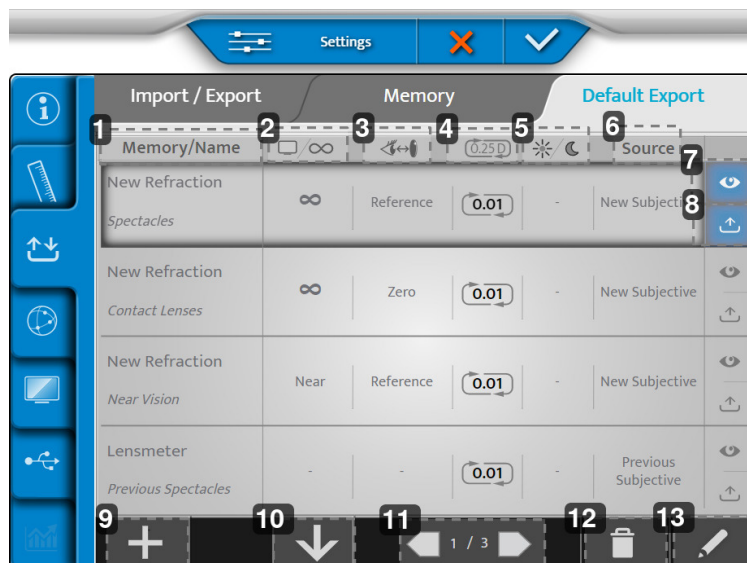 Settings
Import / Export
Memory
Default Export
1 2 3 4 5 6
Memory/Name
/∞
0.25 D
/
Source
7
New Refraction
Spectacles
∞
Reference
0.01
-
New Subjective
8
New Refraction
Contact Lenses
∞
Zero
0.01
-
New Subjective
New Refraction
Near Vision
Near
Reference
0.01
-
New Subjective
Lensmeter
Previous Spectacles
-
-
0.01
-
Previous
Subjective
9 10 11 12 13
1 / 3